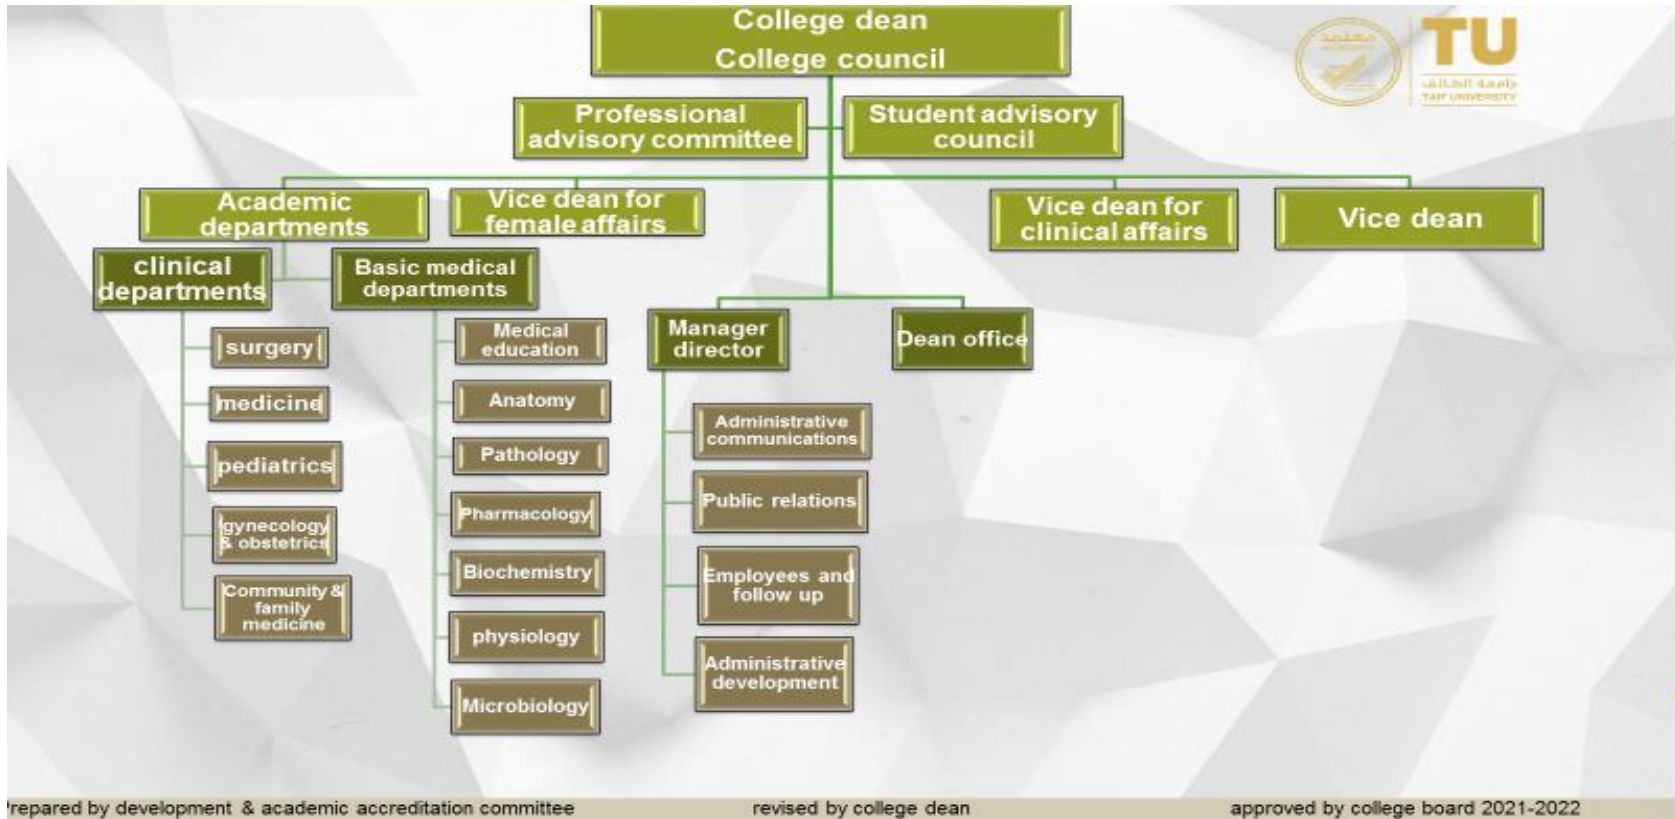 College dean
College council
TU
جامعة الطائف
TAIF UNIVERSITY
معتمد
Professional
advisory committee
Student advisory
council
Academic
departments
Vice dean for
female affairs
Vice dean for
clinical affairs
Vice dean
clinical
departments
Basic medical
departments
surgery
medicine
pediatrics
gynecology
& obstetrics
Community &
family
medicine
Medical
education
Anatomy
Pathology
Pharmacology
Biochemistry
physiology
Microbiology
Manager
director
Dean office
Administrative
communications
Public relations
Employees and
follow up
Administrative
development
repared by development & academic accreditation committee
revised by college dean
approved by college board 2021-2022